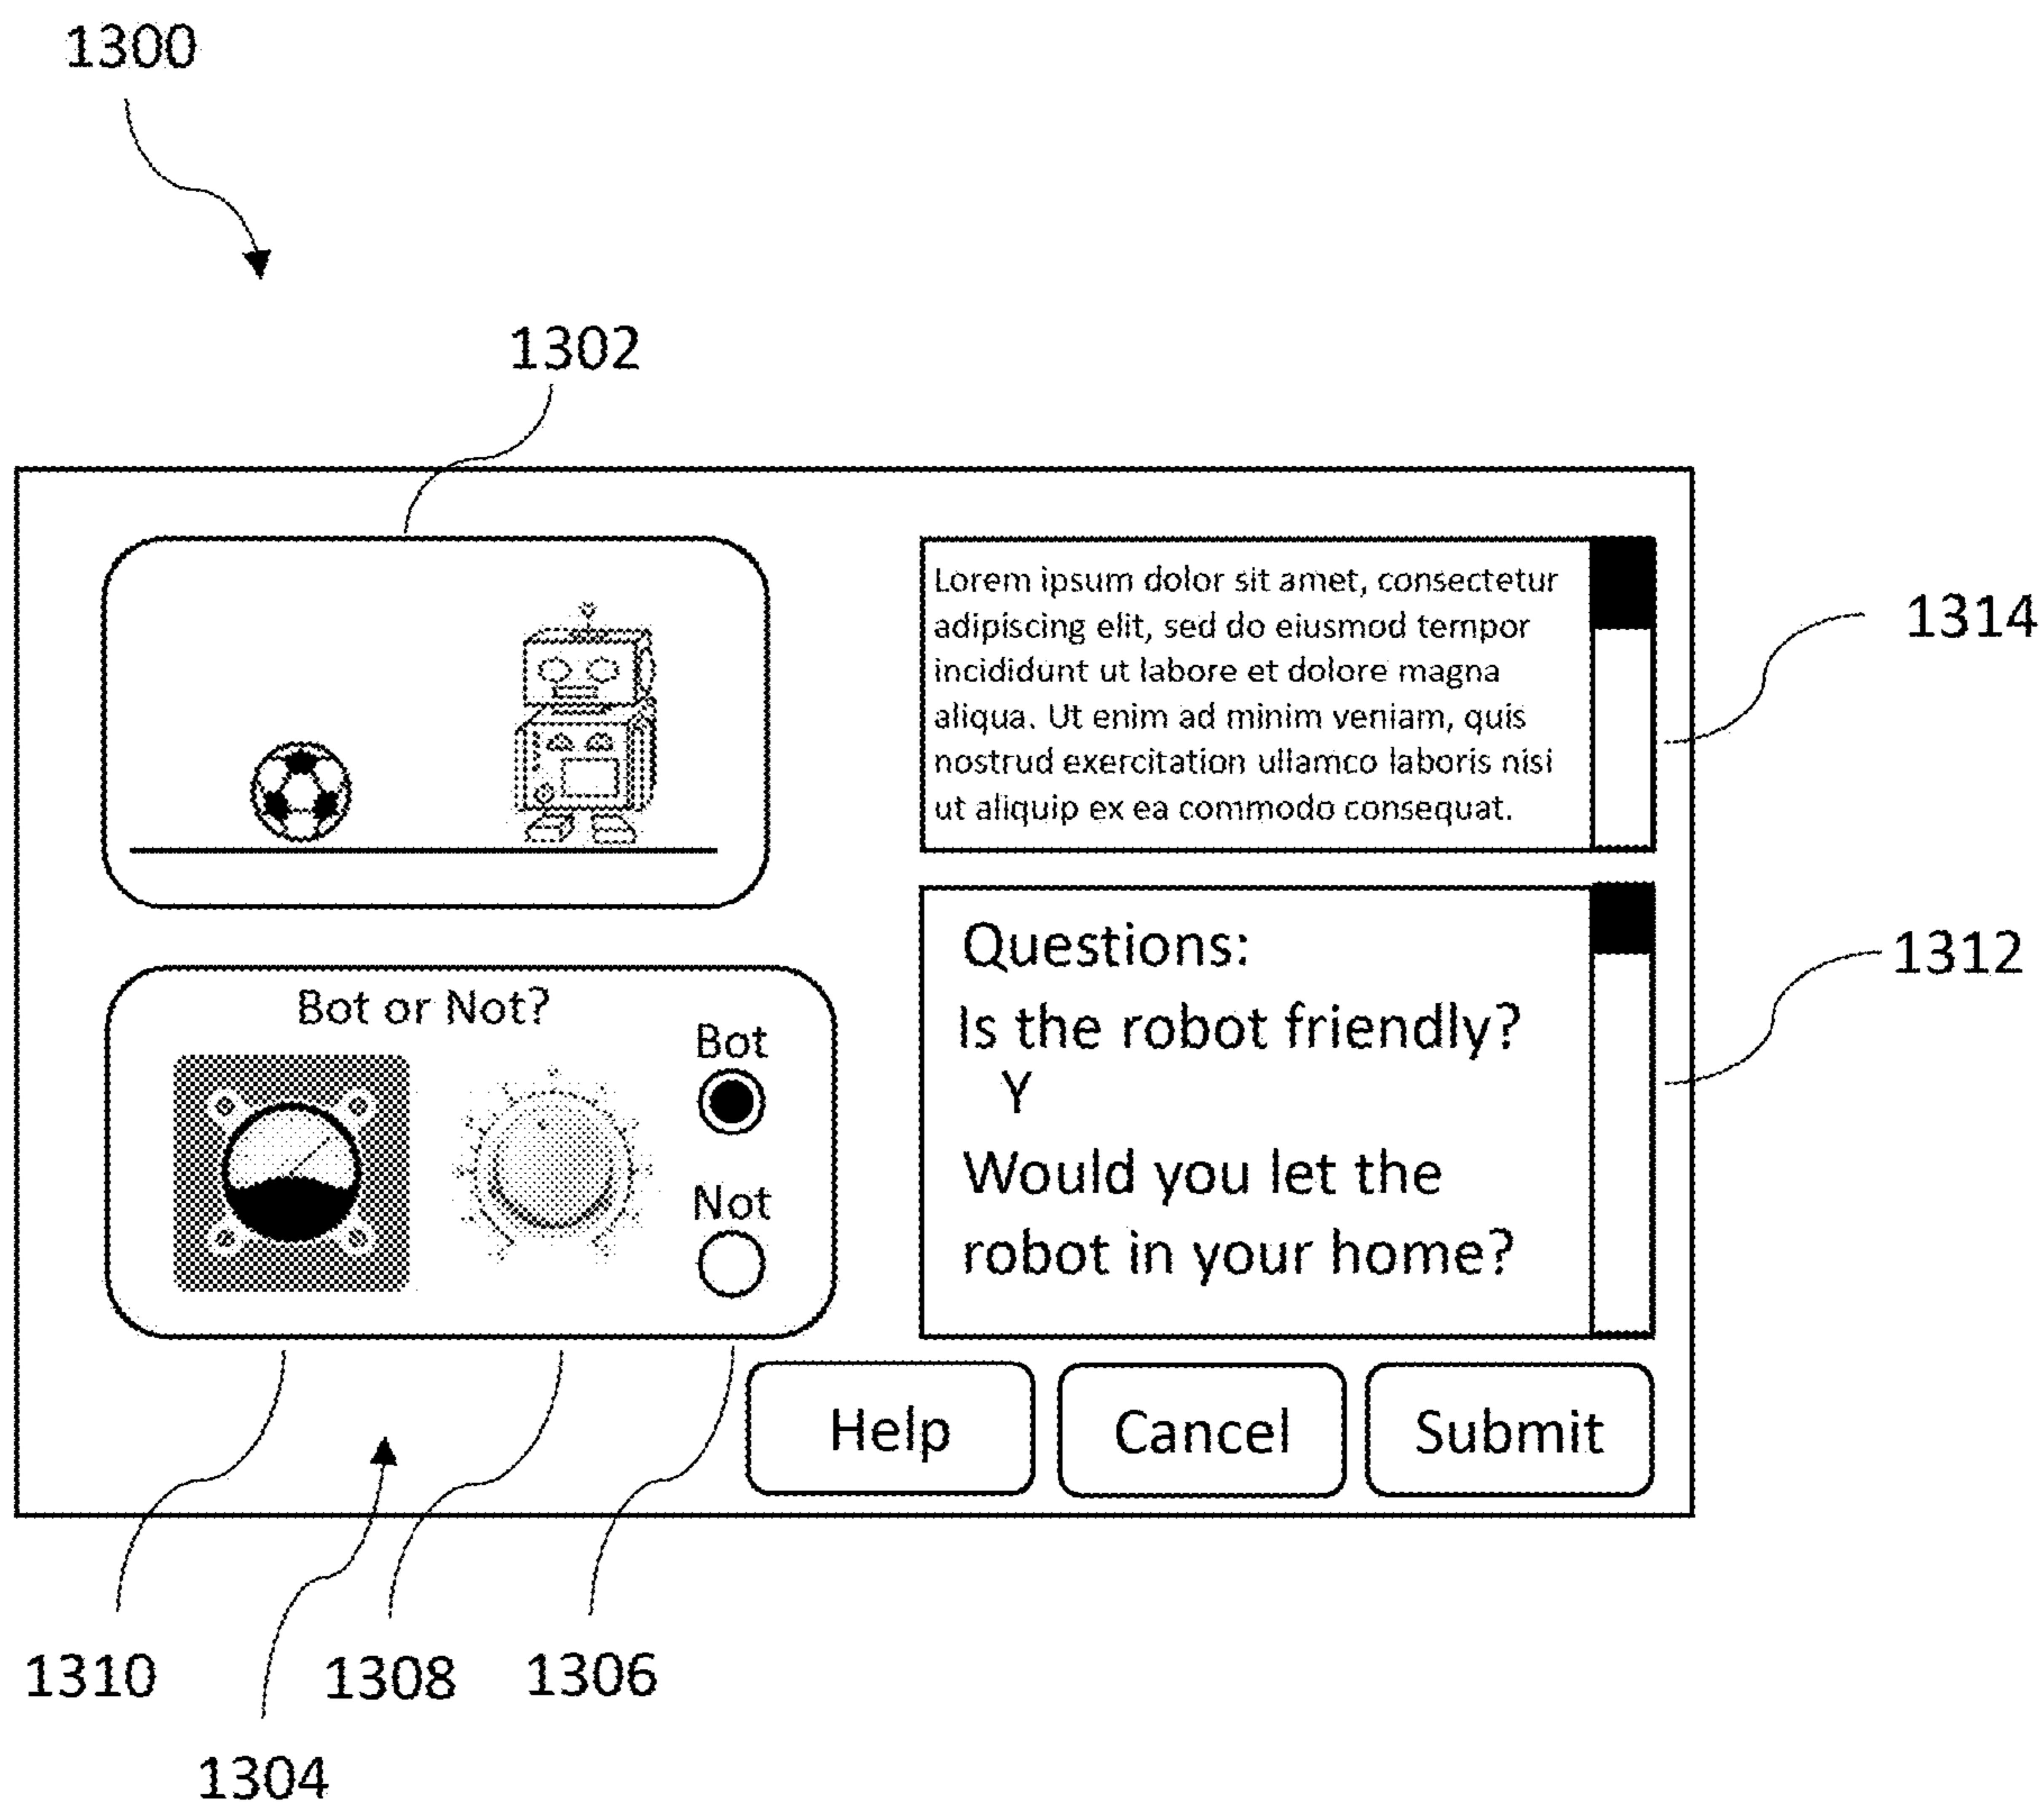 1300
1302
Lorem ipsum dolor sit amet, consectetur
adipiscing elit, sed do eiusmod tempor
incididunt ut labore et dolore magna
aliqua. Ut enim ad minim veniam, quis
nostrud exercitation ullamco laboris nisi
ut aliquip ex ea commodo consequat.
1314
Questions:
Is the robot friendly?
Y
Would you let the
robot in your home?
1312
Bot or Not?
Bot
Not
Help
Cancel
Submit
1310
1308
1306
1304